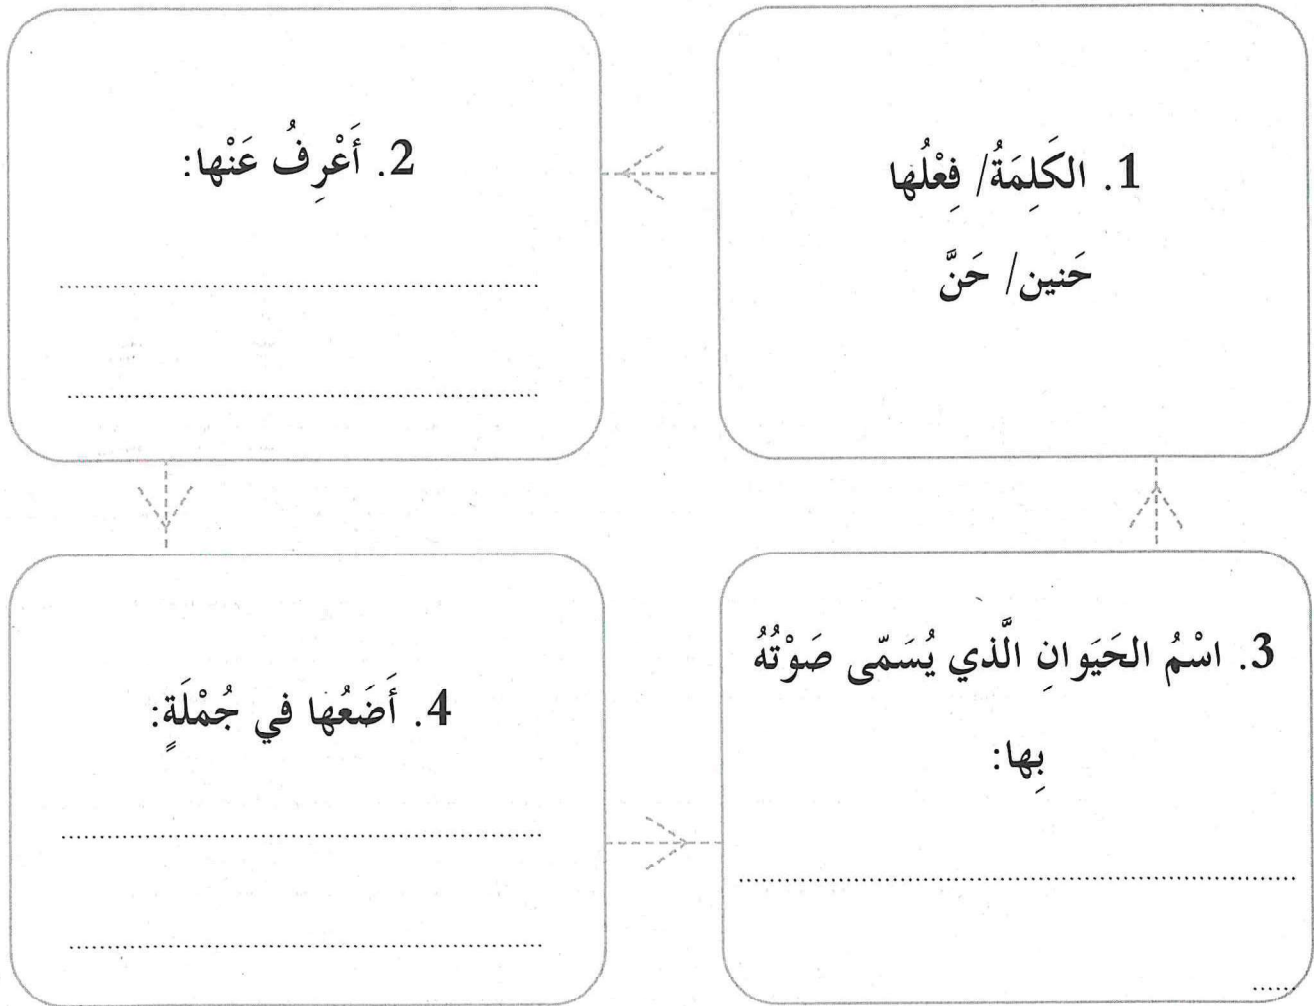 1. الكَلِمَةُ/ فِعْلُها
حَنين/ حَنَّ
2. أَعْرِفُ عَنْها:
3. اسْمُ الحَيَوانِ الَّذي يُسَمّى صَوْتُهُ
بِها:
4. أَضَعُها في جُمْلَةٍ: